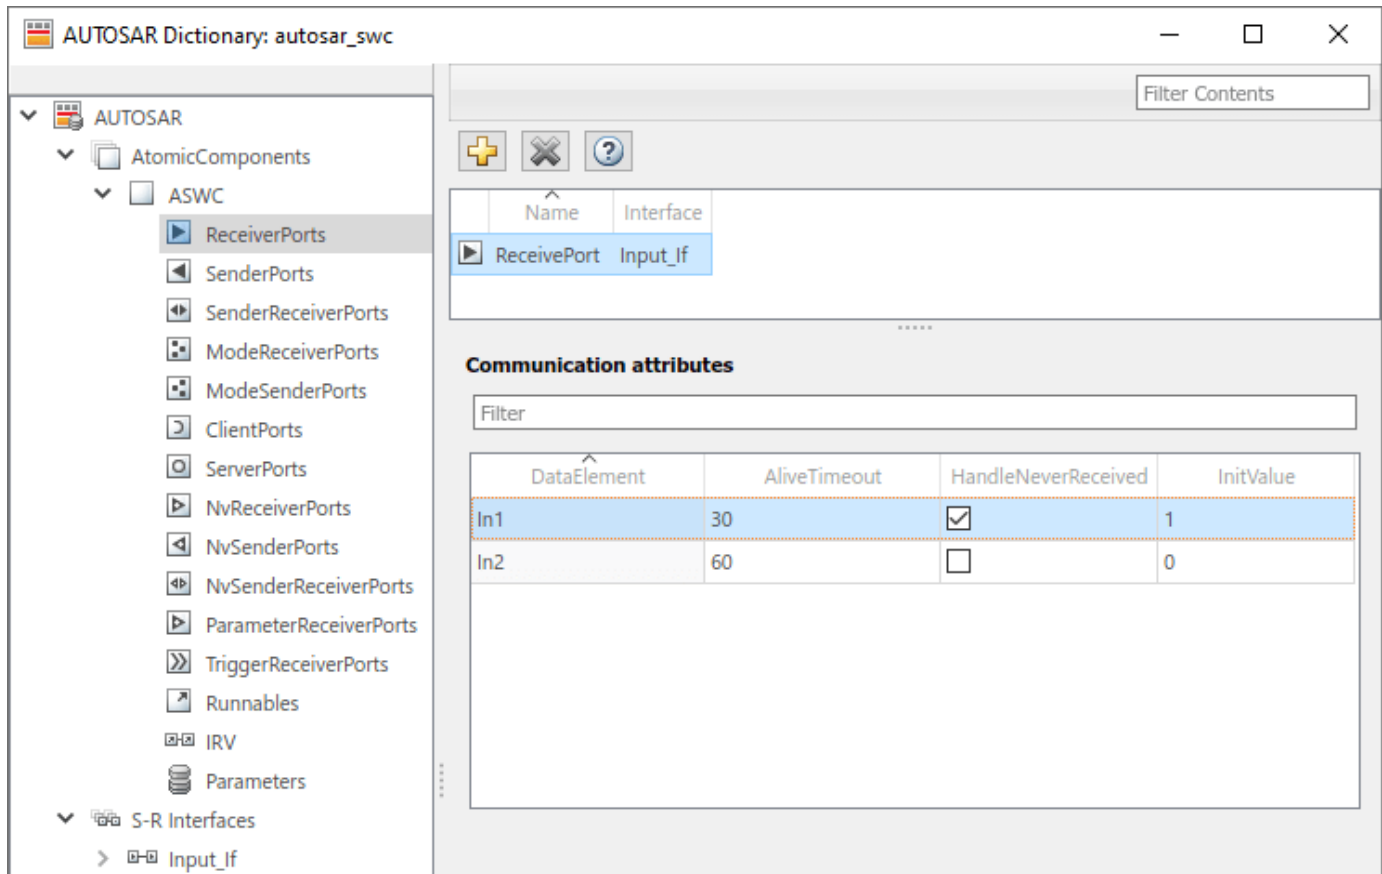 AUTOSAR Dictionary: autosar_swc
Filter Contents
AUTOSAR
AtomicComponents
ASWC
ReceiverPorts
SenderPorts
SenderReceiverPorts
ModeReceiverPorts
ModeSenderPorts
ClientPorts
ServerPorts
NvReceiverPorts
NvSenderPorts
NvSenderReceiverPorts
ParameterReceiverPorts
TriggerReceiverPorts
Runnables
IRV
Parameters
S-R Interfaces
Input_If
Name Interface
ReceivePort Input_If
Communication attributes
Filter
DataElement AliveTimeout HandleNeverReceived InitValue
In1 30 1
In2 60 0